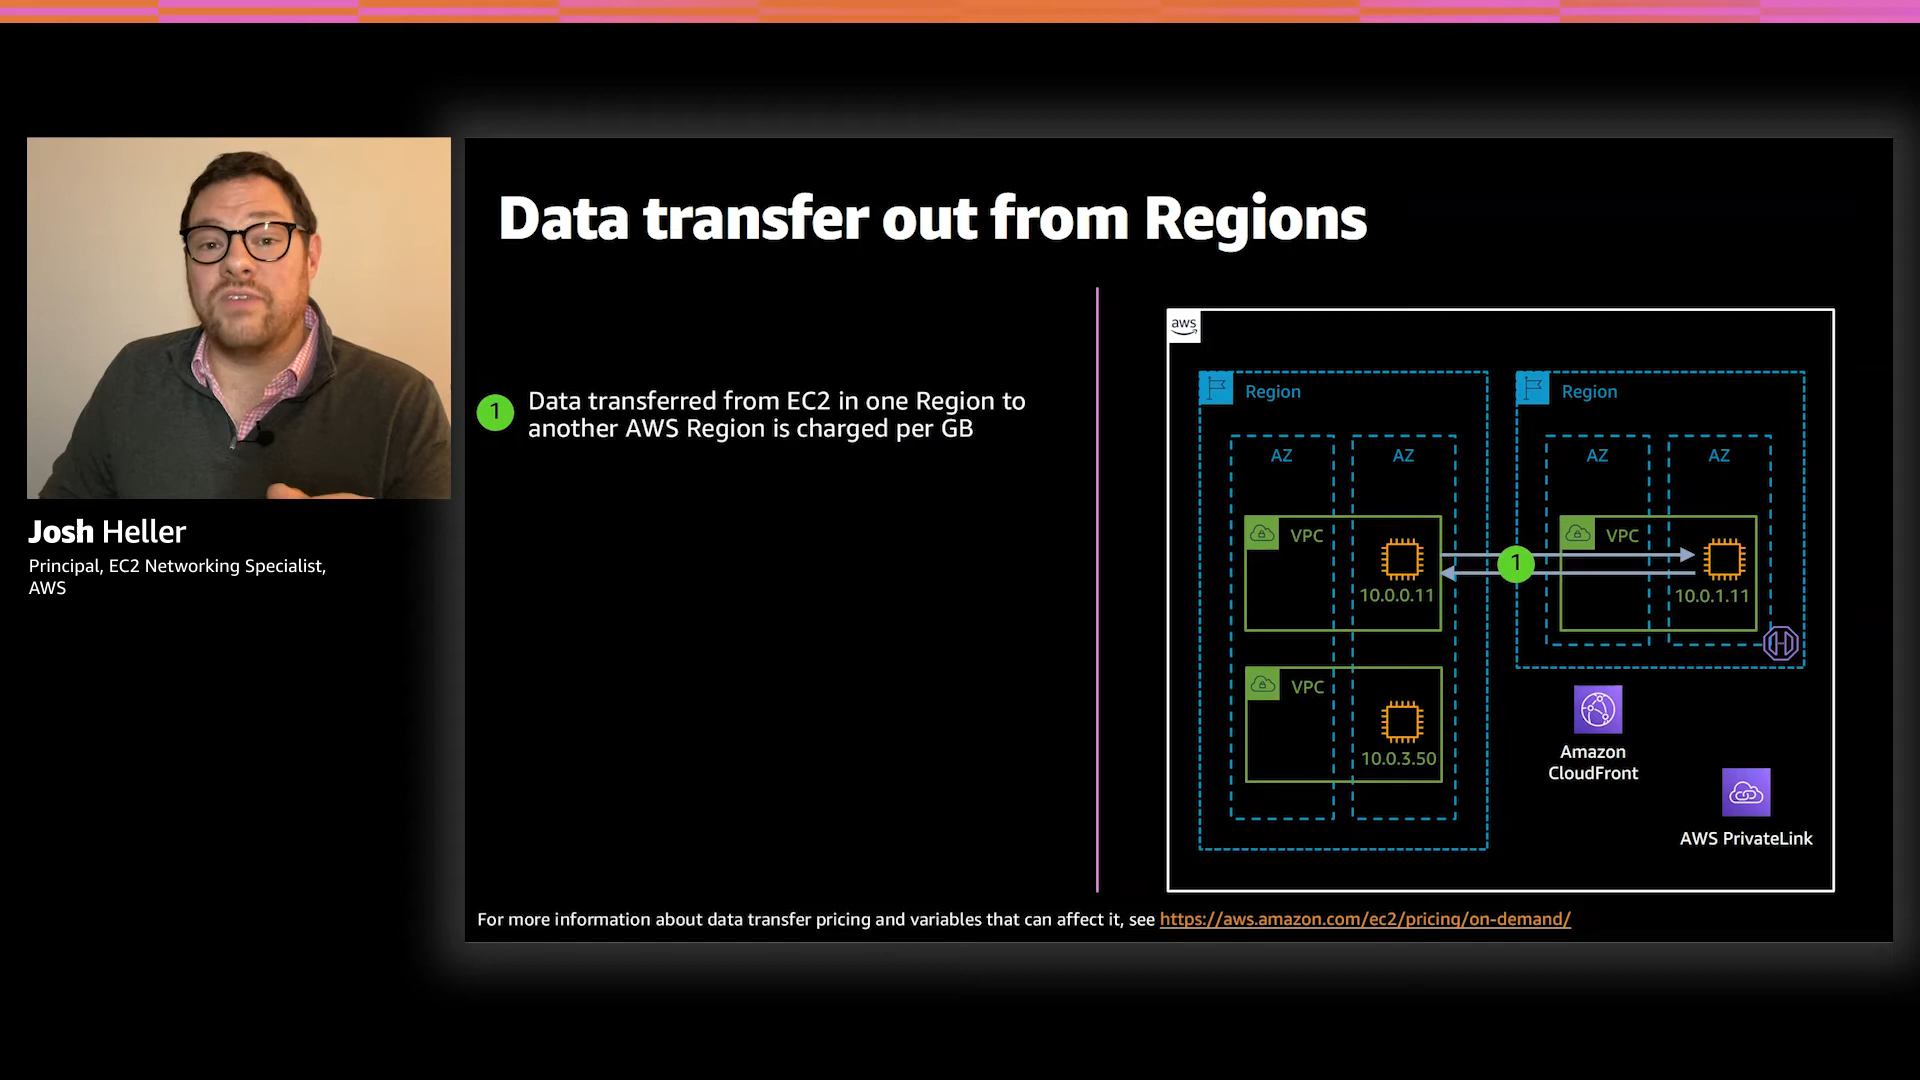 Data transfer out from Regions
1
Data transferred from EC2 in one Region to
another AWS Region is charged per GB
Josh Heller
Principal, EC2 Networking Specialist,
AWS
aws
Region
Region
AZ
AZ
AZ
AZ
VPC
VPC
1
10.0.0.11
10.0.1.11
VPC
10.0.3.50
Amazon
CloudFront
AWS PrivateLink
For more information about data transfer pricing and variables that can affect it, see https://aws.amazon.com/ec2/pricing/on-demand/